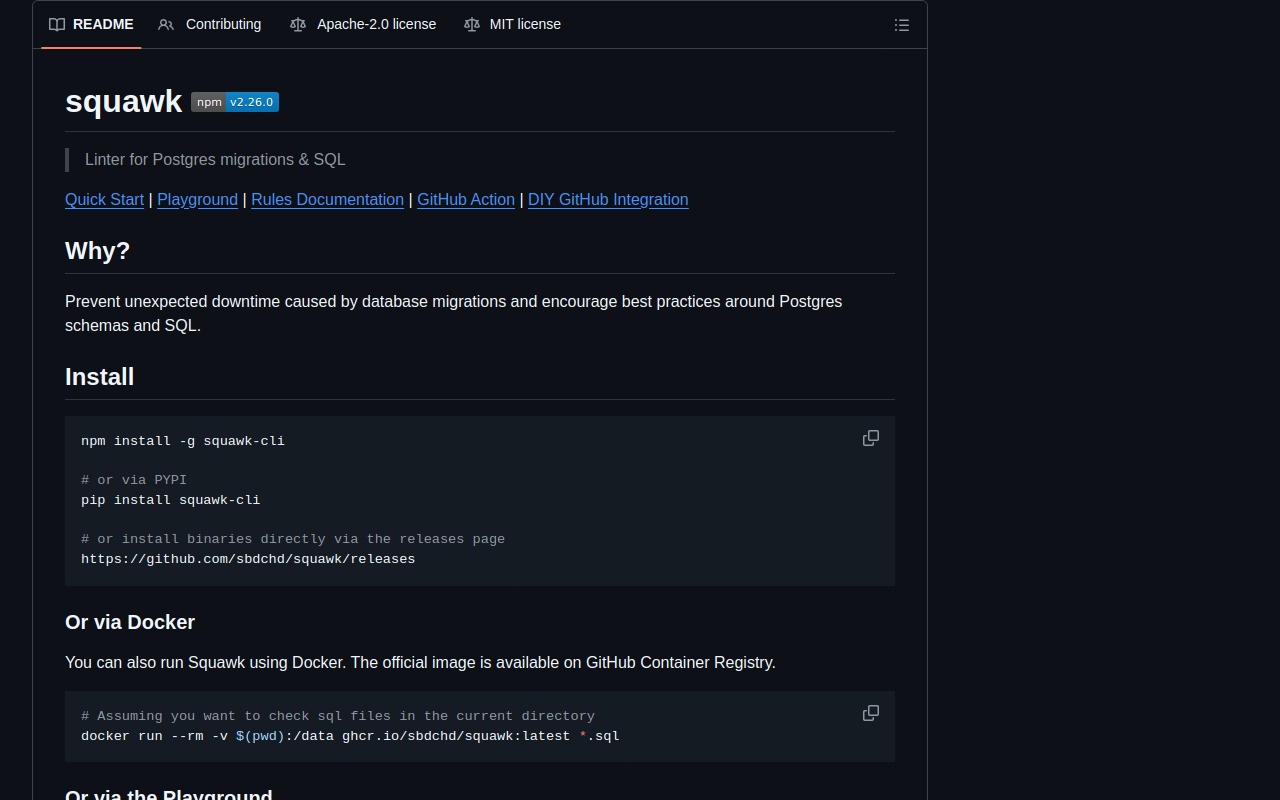 README Contributing Apache-2.0 license MIT license
squawk npm v2.26.0
Linter for Postgres migrations & SQL
Quick Start | Playground | Rules Documentation | GitHub Action | DIY GitHub Integration
Why?
Prevent unexpected downtime caused by database migrations and encourage best practices around Postgres
schemas and SQL.
Install
npm install -g squawk-cli
# or via PYPI
pip install squawk-cli
# or install binaries directly via the releases page
https://github.com/sbdchd/squawk/releases
Or via Docker
You can also run Squawk using Docker. The official image is available on GitHub Container Registry.
# Assuming you want to check sql files in the current directory
docker run --rm -v $(pwd):/data ghcr.io/sbdchd/squawk:latest *.sql
Or via the Playground